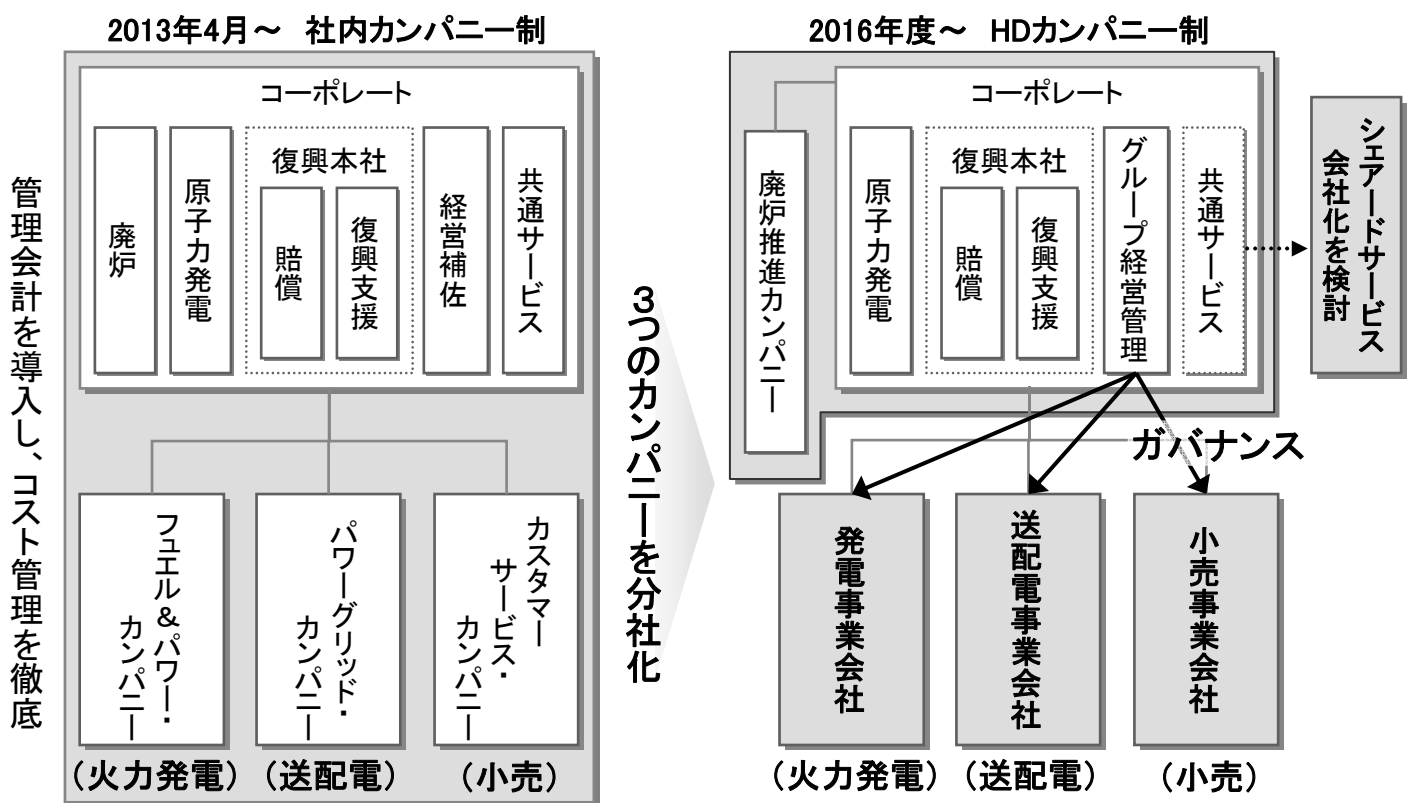 2013年4月～　社内カンパニー制
管理会計を導入し、コスト管理を徹底
コーポレート
廃炉
原子力発電
復興本社
賠償
復興支援
経営補佐
共通サービス
フュエル＆パワー・
カンパニー
パワーグリッド・
カンパニー
カスタマー
サービス・
カンパニー
（火力発電）
（送配電）
（小売）
３つのカンパニーを分社化
2016年度～　HDカンパニー制
コーポレート
廃炉推進カンパニー
原子力発電
復興本社
賠償
復興支援
グループ経営管理
共通サービス
シェアードサービス
会社化を検討
ガバナンス
発電事業会社
送配電事業会社
小売事業会社
（火力発電）
（送配電）
（小売）